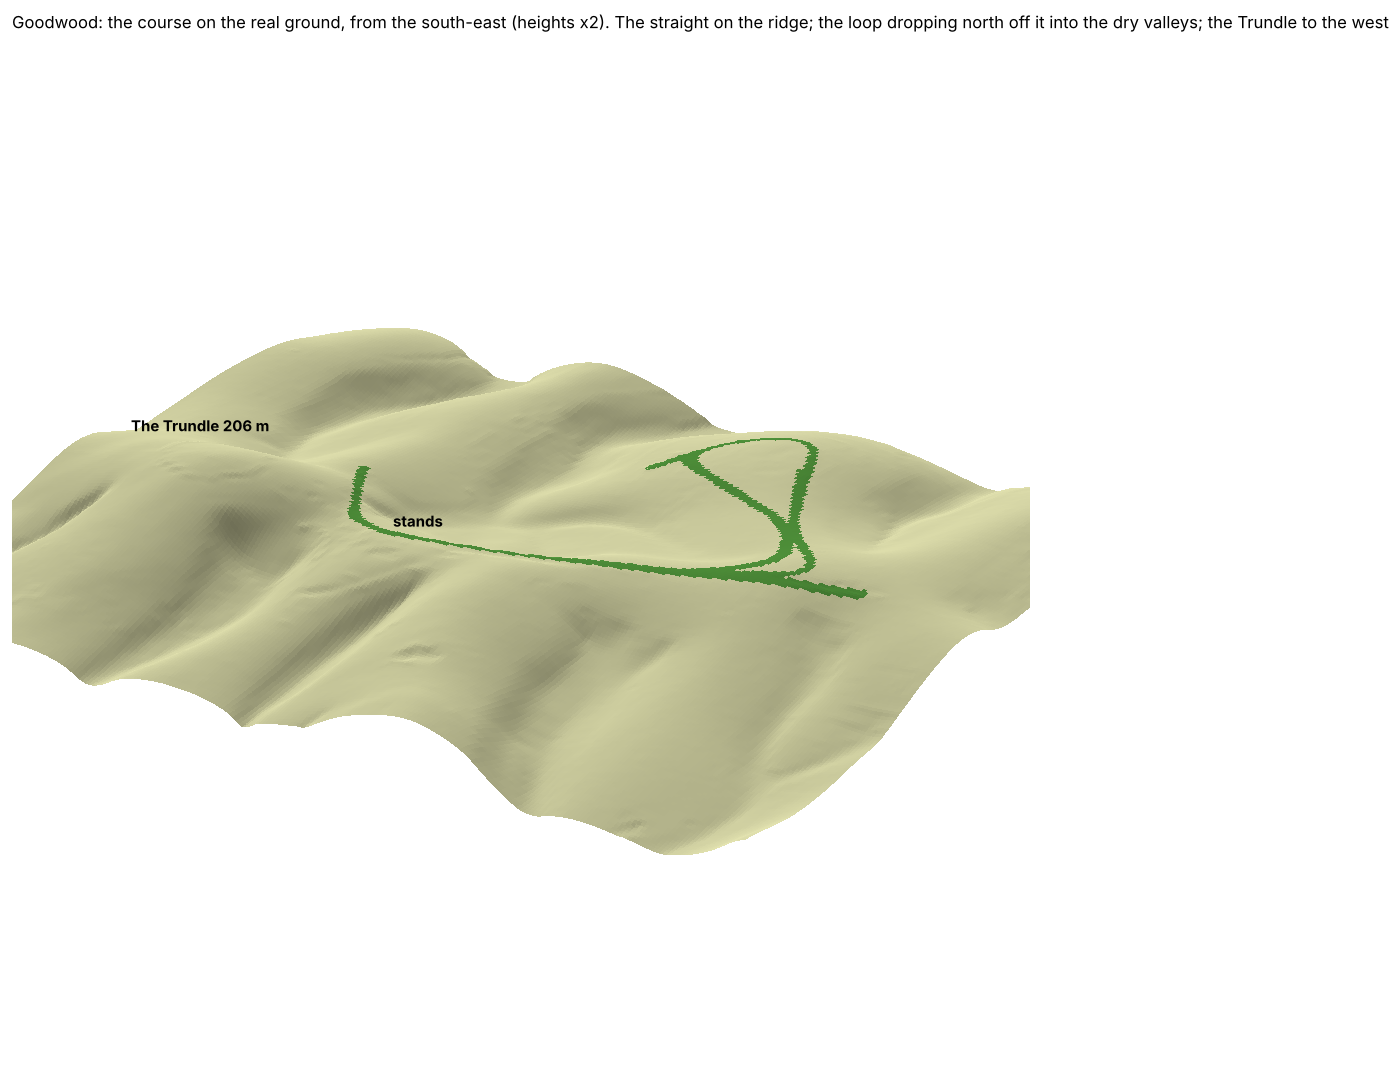 Goodwood: the course on the real ground, from the south-east (heights x2). The straight on the ridge; the loop dropping north off it into the dry valleys; the Trundle to the west
The Trundle 206 m
stands